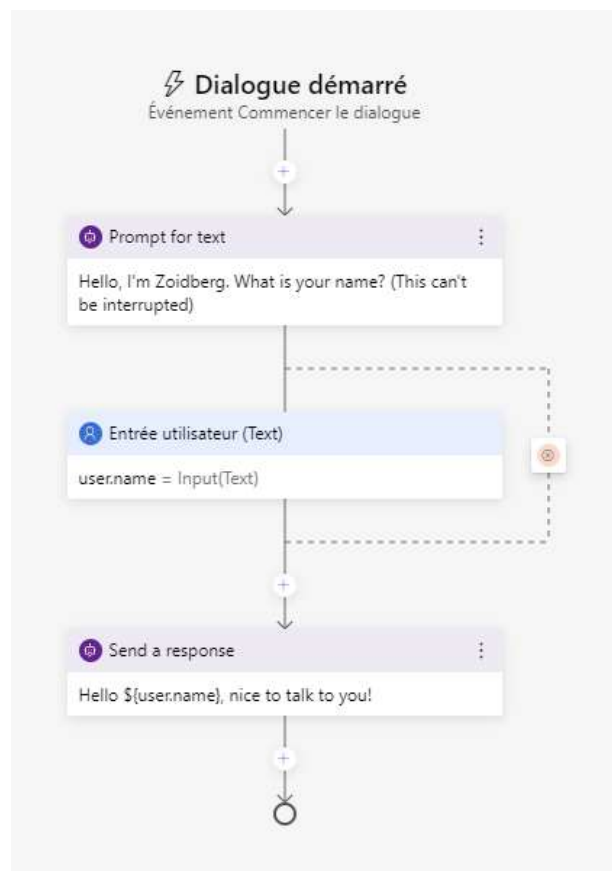 Dialogue démarré
Événement Commencer le dialogue
Prompt for text
Hello, I'm Zoidberg. What is your name? (This can't
be interrupted)
Entrée utilisateur (Text)
user.name = Input(Text)
Send a response
Hello ${user.name}, nice to talk to you!